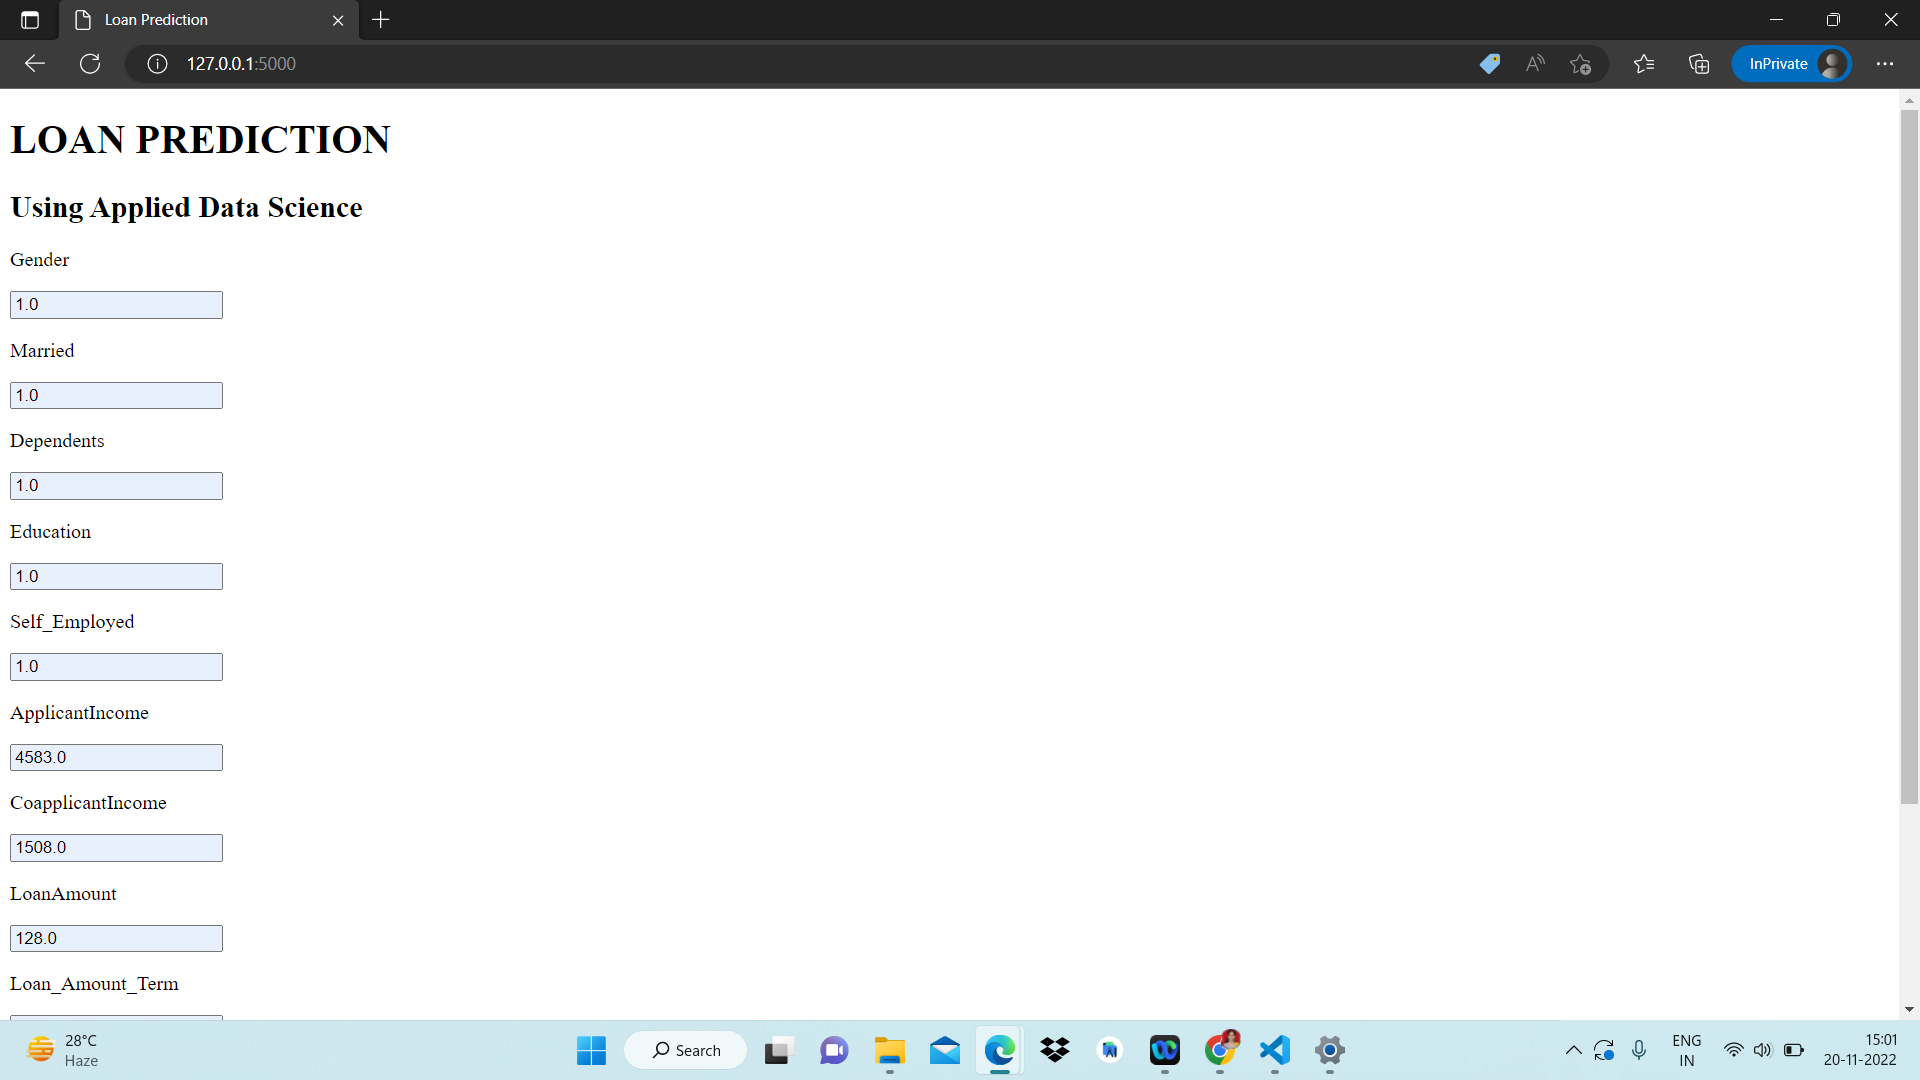 Loan Prediction
127.0.0.1:5000
InPrivate
LOAN PREDICTION
Using Applied Data Science
Gender
1.0
Married
1.0
Dependents
1.0
Education
1.0
Self_Employed
1.0
ApplicantIncome
4583.0
CoapplicantIncome
1508.0
LoanAmount
128.0
Loan_Amount_Term
28°C
Haze
Search
ENG
IN
15:01
20-11-2022